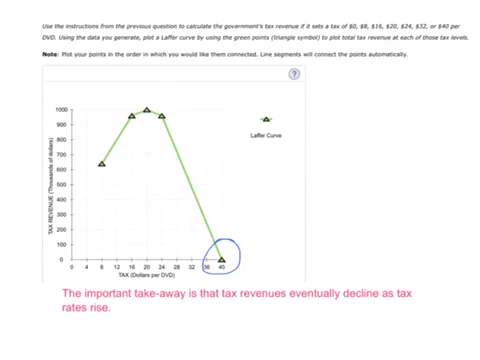 Use the instructions from the previous question to calculate the government's tax revenue if it sets a tax of $0, $8, $16, $20, $24, $32, or $40 per
DVD. Using the data you generate, plot a Laffer curve by using the green points (triangle symbol) to plot total tax revenue at each of those tax levels.
Note: Plot your points in the order in which you would like them connected. Line segments will connect the points automatically.
?
1000
900
800
700
600
500
400
300
200
100
0
TAX REVENUE (Thousands of dollars)
Laffer Curve
0 4 8 12 16 20 24 28 32 36 40
TAX (Dollars per DVD)
The important take-away is that tax revenues eventually decline as tax
rates rise.